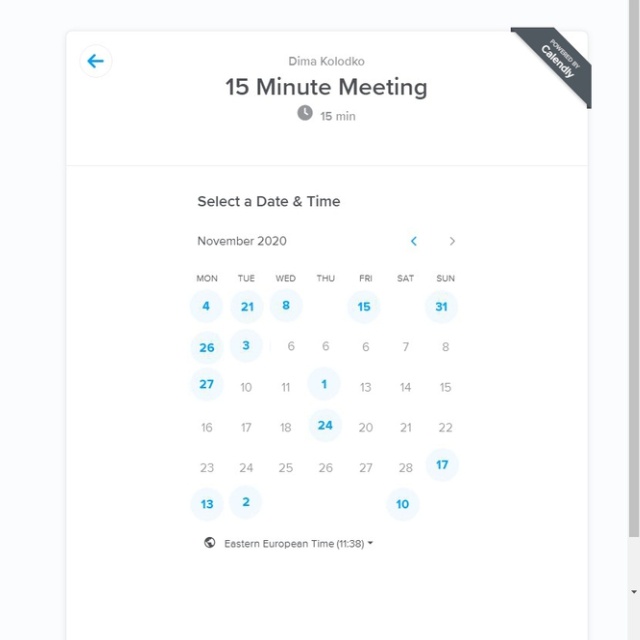 POWERED BY
Calendly
Dima Kolodko
15 Minute Meeting
15 min
Select a Date & Time
November 2020
MON TUE WED THU FRI SAT SUN
4 21 8 15 31
26 3 6 6 6 7 8
27 10 11 1 13 14 15
16 17 18 24 20 21 22
23 24 25 26 27 28 17
13 2 10
Eastern European Time (11:38)